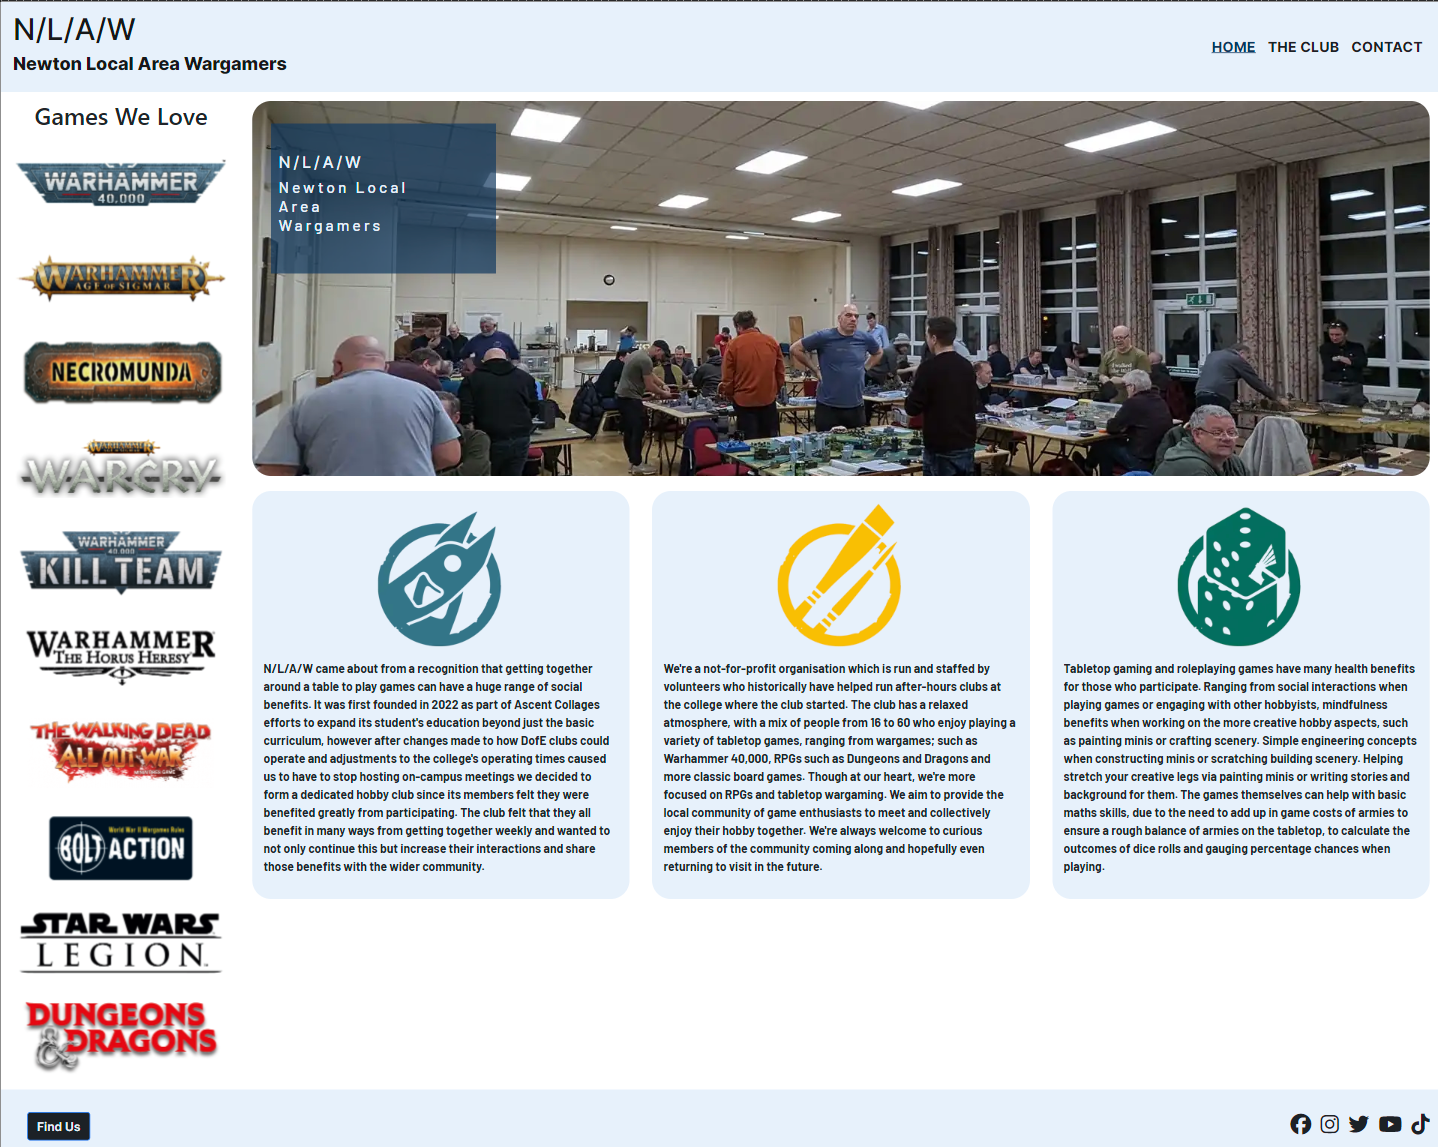 N/L/A/W
Newton Local Area Wargamers
HOME THE CLUB CONTACT
Games We Love
WARHAMMER
40,000
WARHAMMER
AGE OF SIGMAR
NECROMUNDA
WARHAMMER
WARCRY
WARHAMMER
40,000
KILL TEAM
WARHAMMER
THE HORUS HERESY
THE WALKING DEAD
ALL OUT WAR
World War II Wargames Rules
BOLT ACTION
STAR WARS
LEGION
DUNGEONS
& DRAGONS
N/L/A/W
Newton Local
Area
Wargamers
N/L/A/W came about from a recognition that getting together
around a table to play games can have a huge range of social
benefits. It was first founded in 2022 as part of Ascent Collages
efforts to expand its student's education beyond just the basic
curriculum, however after changes made to how DofE clubs could
operate and adjustments to the college's operating times caused
us to have to stop hosting on-campus meetings we decided to
form a dedicated hobby club since its members felt they were
benefited greatly from participating. The club felt that they all
benefit in many ways from getting together weekly and wanted to
not only continue this but increase their interactions and share
those benefits with the wider community.
We're a not-for-profit organisation which is run and staffed by
volunteers who historically have helped run after-hours clubs at
the college where the club started. The club has a relaxed
atmosphere, with a mix of people from 16 to 60 who enjoy playing a
variety of tabletop games, ranging from wargames; such as
Warhammer 40,000, RPGs such as Dungeons and Dragons and
more classic board games. Though at our heart, we're more
focused on RPGs and tabletop wargaming. We aim to provide the
local community of game enthusiasts to meet and collectively
enjoy their hobby together. We're always welcome to curious
members of the community coming along and hopefully even
returning to visit in the future.
Tabletop gaming and roleplaying games have many health benefits
for those who participate. Ranging from social interactions when
playing games or engaging with other hobbyists, mindfulness
benefits when working on the more creative hobby aspects, such
as painting minis or crafting scenery. Simple engineering concepts
when constructing minis or scratching building scenery. Helping
stretch your creative legs via painting minis or writing stories and
background for them. The games themselves can help with basic
maths skills, due to the need to add up in game costs of armies to
ensure a rough balance of armies on the tabletop, to calculate the
outcomes of dice rolls and gauging percentage chances when
playing.
Find Us